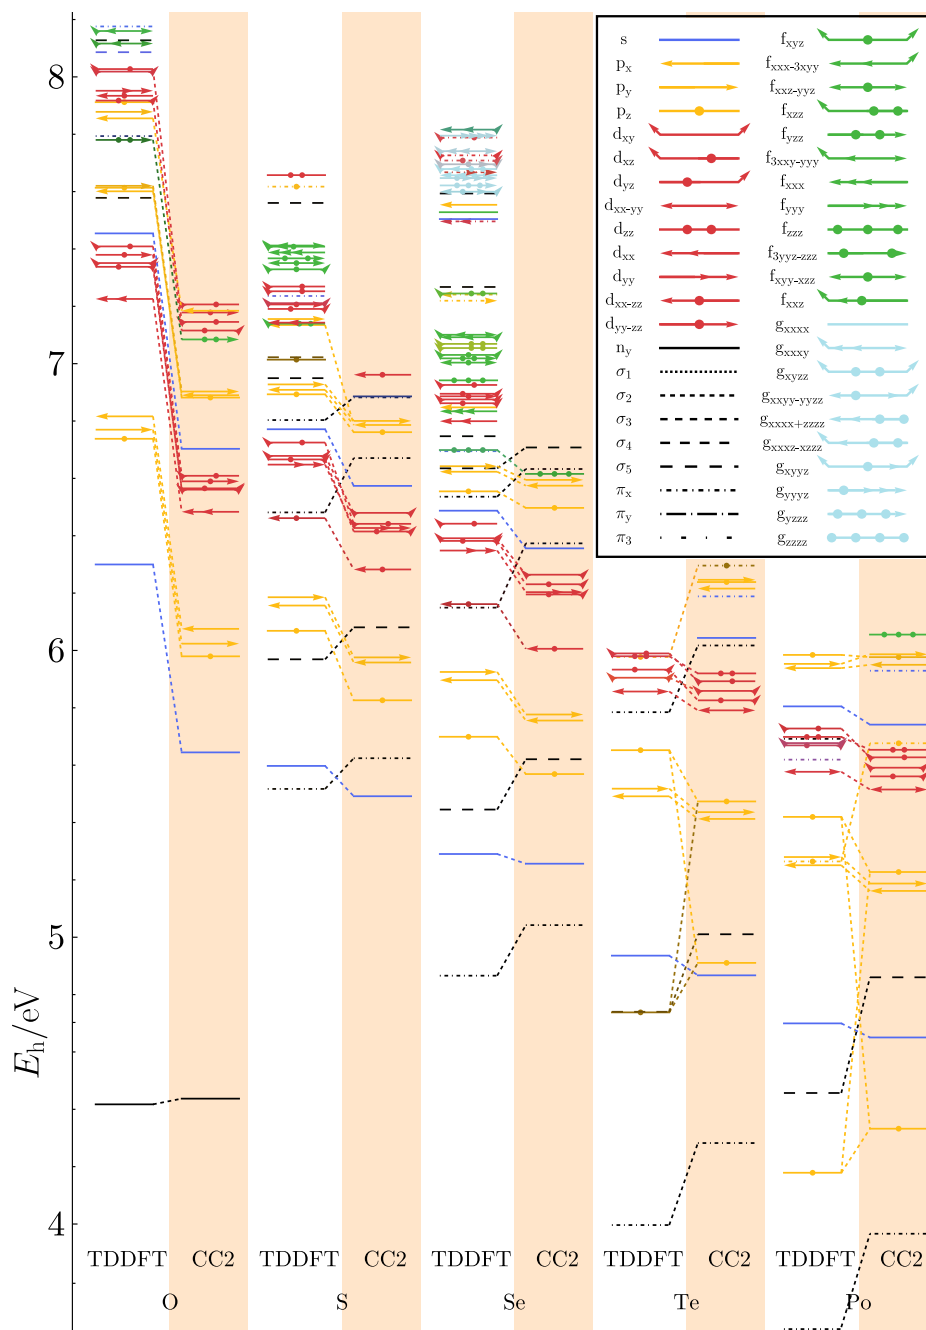 8
7
6
5
4
E_h/eV
s
p_x
p_y
p_z
d_xy
d_xz
d_yz
d_xx-yy
d_zz
d_xx
d_yy
d_xx-zz
d_yy-zz
n_y
σ_1
σ_2
σ_3
σ_4
σ_5
π_x
π_y
π_3
f_xyz
f_xxx-3xyy
f_xxz-yyz
f_xzz
f_yzz
f_3xxy-yyy
f_xxx
f_yyy
f_zzz
f_3yyz-zzz
f_xyy-xzz
f_xxz
g_xxxx
g_xxxy
g_xyzz
g_xxyy-yyzz
g_xxxx+zzzz
g_xxxz-xzzz
g_xyyz
g_yyyz
g_yzzz
g_zzzz
TDDFT CC2 TDDFT CC2 TDDFT CC2 TDDFT CC2 TDDFT CC2
O S Se Te Po